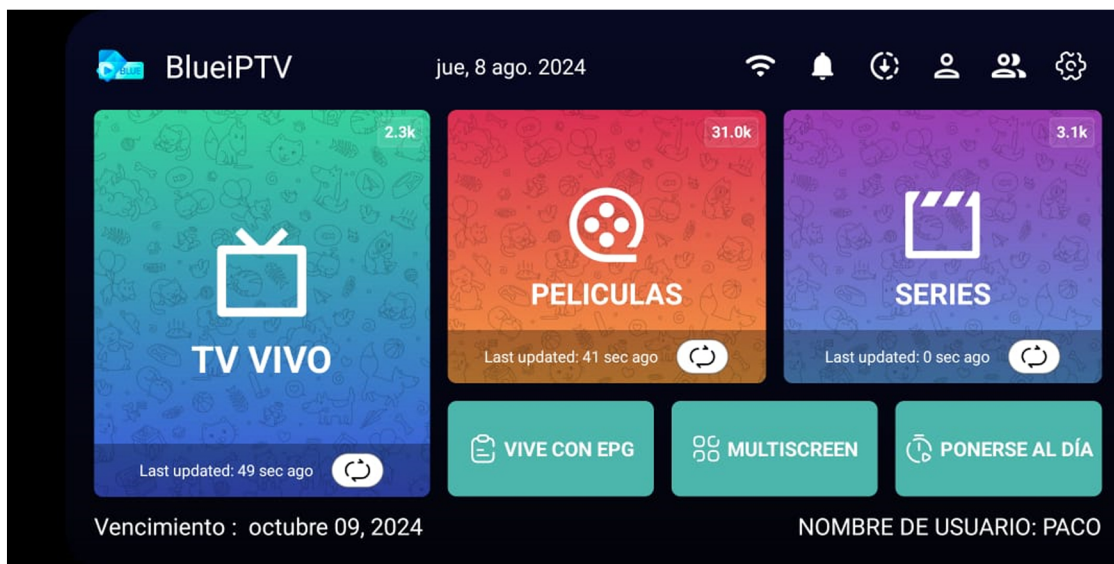 BLUE
BlueiPTV
jue, 8 ago. 2024
2.3k
TV VIVO
Last updated: 49 sec ago
31.0k
PELICULAS
Last updated: 41 sec ago
3.1k
SERIES
Last updated: 0 sec ago
VIVE CON EPG
MULTISCREEN
PONERSE AL DÍA
Vencimiento : octubre 09, 2024
NOMBRE DE USUARIO: PACO